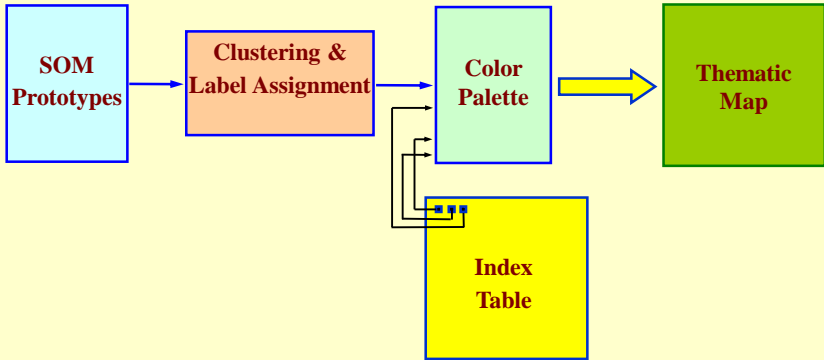 SOM
Prototypes
Clustering &
Label Assignment
Color
Palette
Thematic
Map
Index
Table